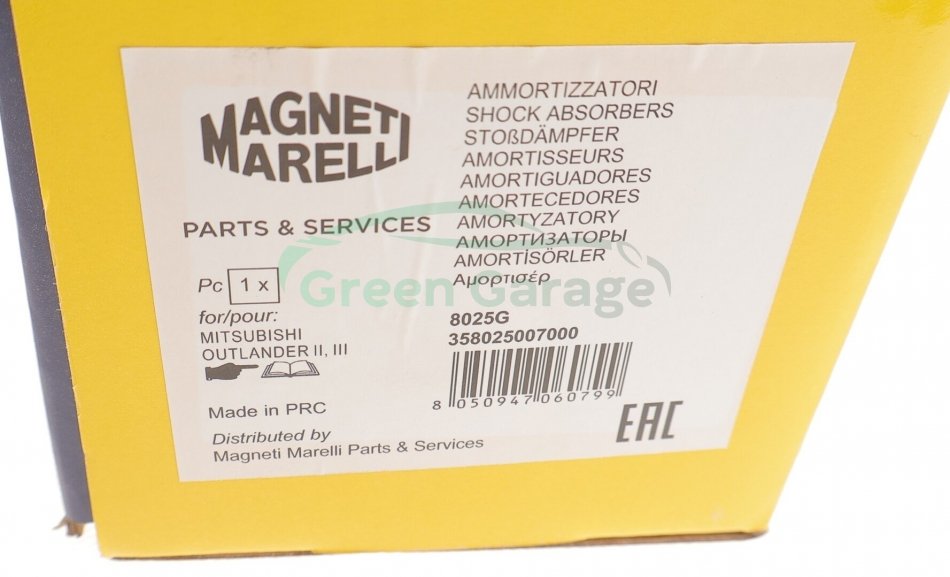 MAGNETI
MARELLI
PARTS & SERVICES
Pc 1 x
for/pour:
MITSUBISHI
OUTLANDER II, III
Made in PRC
Distributed by
Magneti Marelli Parts & Services
AMMORTIZZATORI
SHOCK ABSORBERS
STOßDÄMPFER
AMORTISSEURS
AMORTIGUADORES
AMORTECEDORES
AMORTYZATORY
АМОРТИЗАТОРЫ
AMORTİSÖRLER
Αμορτισέρ
Green Garage
8025G
358025007000
8 050947 060799
EAC